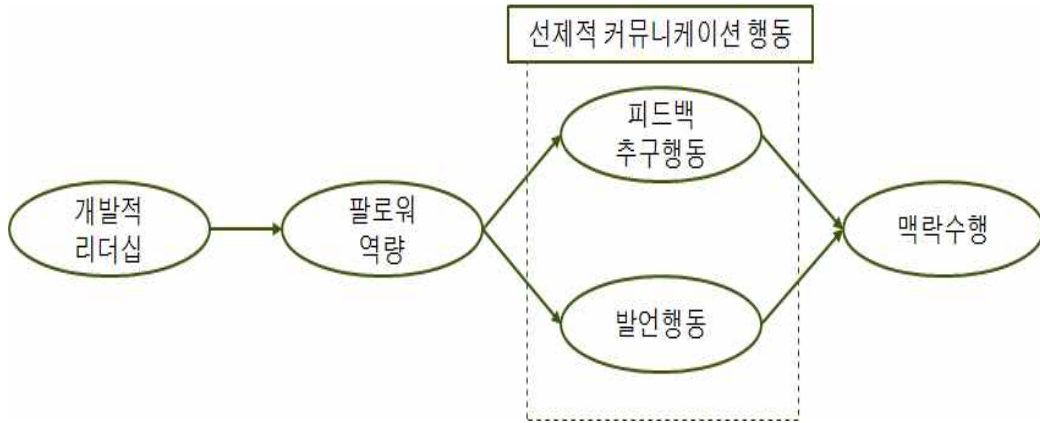 선제적 커뮤니케이션 행동
피드백
추구행동
개발적
리더십
팔로워
역량
맥락수행
발언행동